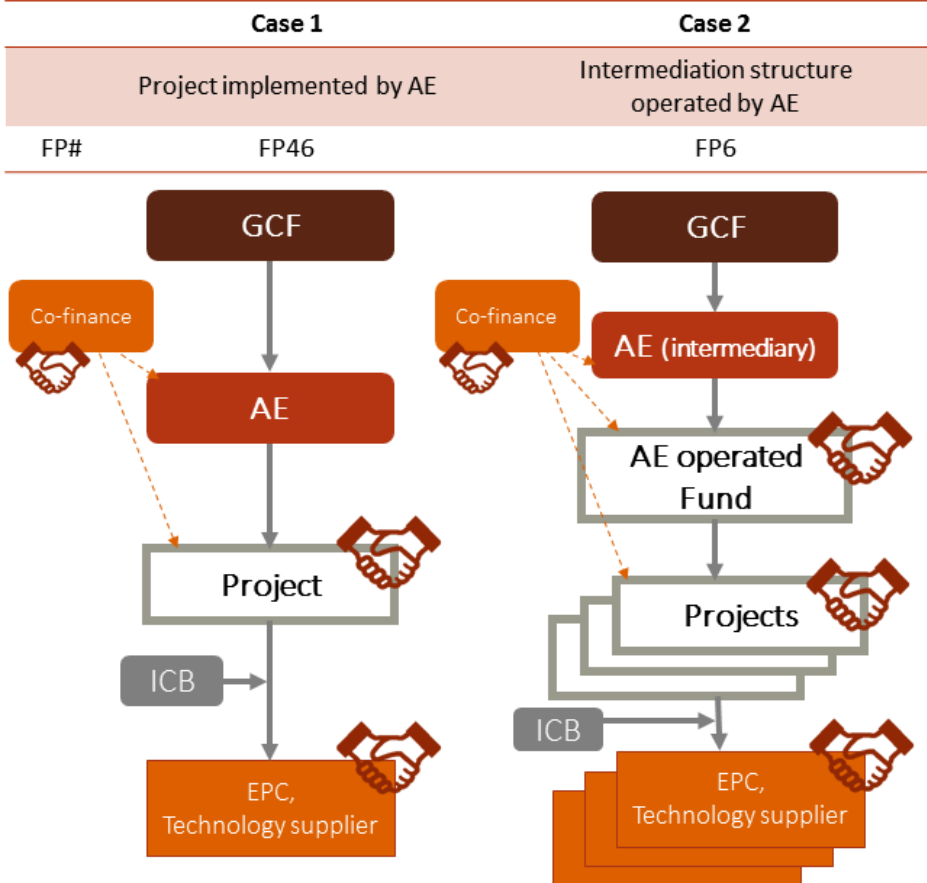 Case 1
Case 2
Project implemented by AE
Intermediation structure
operated by AE
FP#
FP46
FP6
GCF
Co-finance
AE
Project
ICB
EPC,
Technology supplier
GCF
Co-finance
AE (intermediary)
AE operated
Fund
Projects
ICB
EPC,
Technology supplier